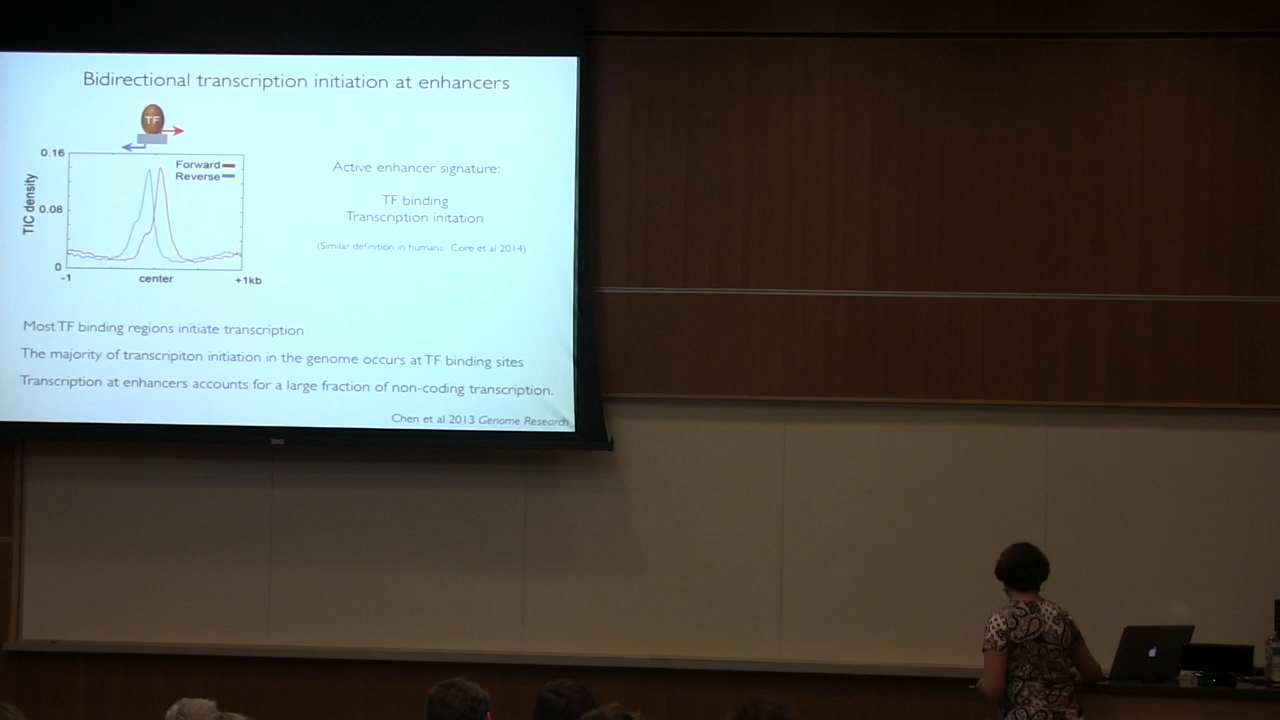 Bidirectional transcription initiation at enhancers
TF
0.16
Forward
Reverse
TIC density
0.08
0
-1
center
+1kb
Active enhancer signature:
TF binding
Transcription initation
(Similar definition in humans: Core et al 2014)
Most TF binding regions initiate transcription
The majority of transcripiton initiation in the genome occurs at TF binding sites
Transcription at enhancers accounts for a large fraction of non-coding transcription.
Chen et al 2013 Genome Research